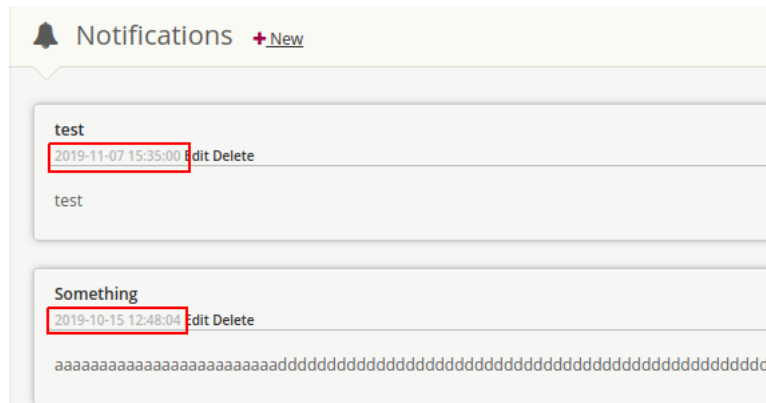 Notifications +New
test
2019-11-07 15:35:00 Edit Delete
test
Something
2019-10-15 12:48:04 Edit Delete
aaaaaaaaaaaaaaaaaaaaaaaaaddddddddddddddddddddddddddddddddddddddddddddddddd